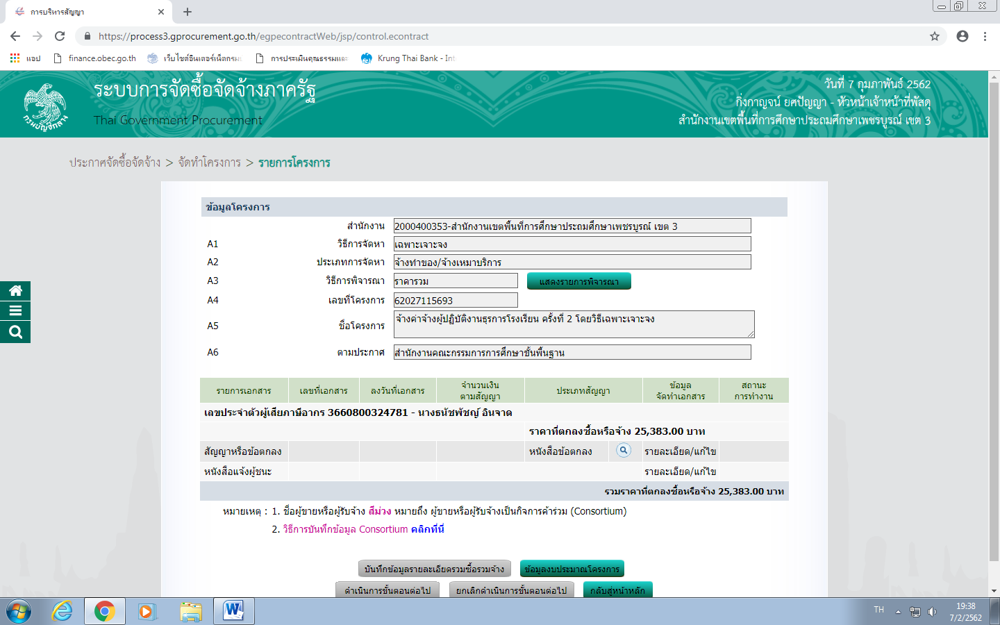 การบริหารสัญญา
https://process3.gprocurement.go.th/egpecontractWeb/jsp/control.econtract
แอป finance.obec.go.th เว็บไซต์อินเตอร์เน็ตกรม การประเมินคุณธรรมและ Krung Thai Bank - Int
ระบบการจัดซื้อจัดจ้างภาครัฐ
Thai Government Procurement
กรมบัญชีกลาง
วันที่ 7 กุมภาพันธ์ 2562
กิ่งกาญจน์ ยศปัญญา - หัวหน้าเจ้าหน้าที่พัสดุ
สำนักงานเขตพื้นที่การศึกษาประถมศึกษาเพชรบูรณ์ เขต 3
ประกาศจัดซื้อจัดจ้าง > จัดทำโครงการ > รายการโครงการ
ข้อมูลโครงการ
สำนักงาน 2000400353-สำนักงานเขตพื้นที่การศึกษาประถมศึกษาเพชรบูรณ์ เขต 3
A1 วิธีการจัดหา เฉพาะเจาะจง
A2 ประเภทการจัดหา จ้างทำของ/จ้างเหมาบริการ
A3 วิธีการพิจารณา ราคารวม แสดงรายการพิจารณา
A4 เลขที่โครงการ 62027115693
A5 ชื่อโครงการ จ้างค่าจ้างผู้ปฏิบัติงานธุรการโรงเรียน ครั้งที่ 2 โดยวิธีเฉพาะเจาะจง
A6 ตามประกาศ สำนักงานคณะกรรมการการศึกษาขั้นพื้นฐาน
รายการเอกสาร เลขที่เอกสาร ลงวันที่เอกสาร จำนวนเงิน ตามสัญญา ประเภทสัญญา ข้อมูล จัดทำเอกสาร สถานะ การทำงาน
เลขประจำตัวผู้เสียภาษีอากร 3660800324781 - นางธนัชพัชญ์ อินจาด
ราคาที่ตกลงซื้อหรือจ้าง 25,383.00 บาท
สัญญาหรือข้อตกลง หนังสือข้อตกลง รายละเอียด/แก้ไข
หนังสือแจ้งผู้ชนะ รายละเอียด/แก้ไข
รวมราคาที่ตกลงซื้อหรือจ้าง 25,383.00 บาท
หมายเหตุ : 1. ชื่อผู้ขายหรือผู้รับจ้าง สีม่วง หมายถึง ผู้ขายหรือผู้รับจ้างเป็นกิจการค้าร่วม (Consortium)
2. วิธีการบันทึกข้อมูล Consortium คลิกที่นี่
บันทึกข้อมูลรายละเอียดรวมซื้อรวมจ้าง ข้อมูลงบประมาณโครงการ
ดำเนินการขั้นตอนต่อไป ยกเลิกดำเนินการขั้นตอนต่อไป กลับสู่หน้าหลัก
TH 19:38
7/2/2562